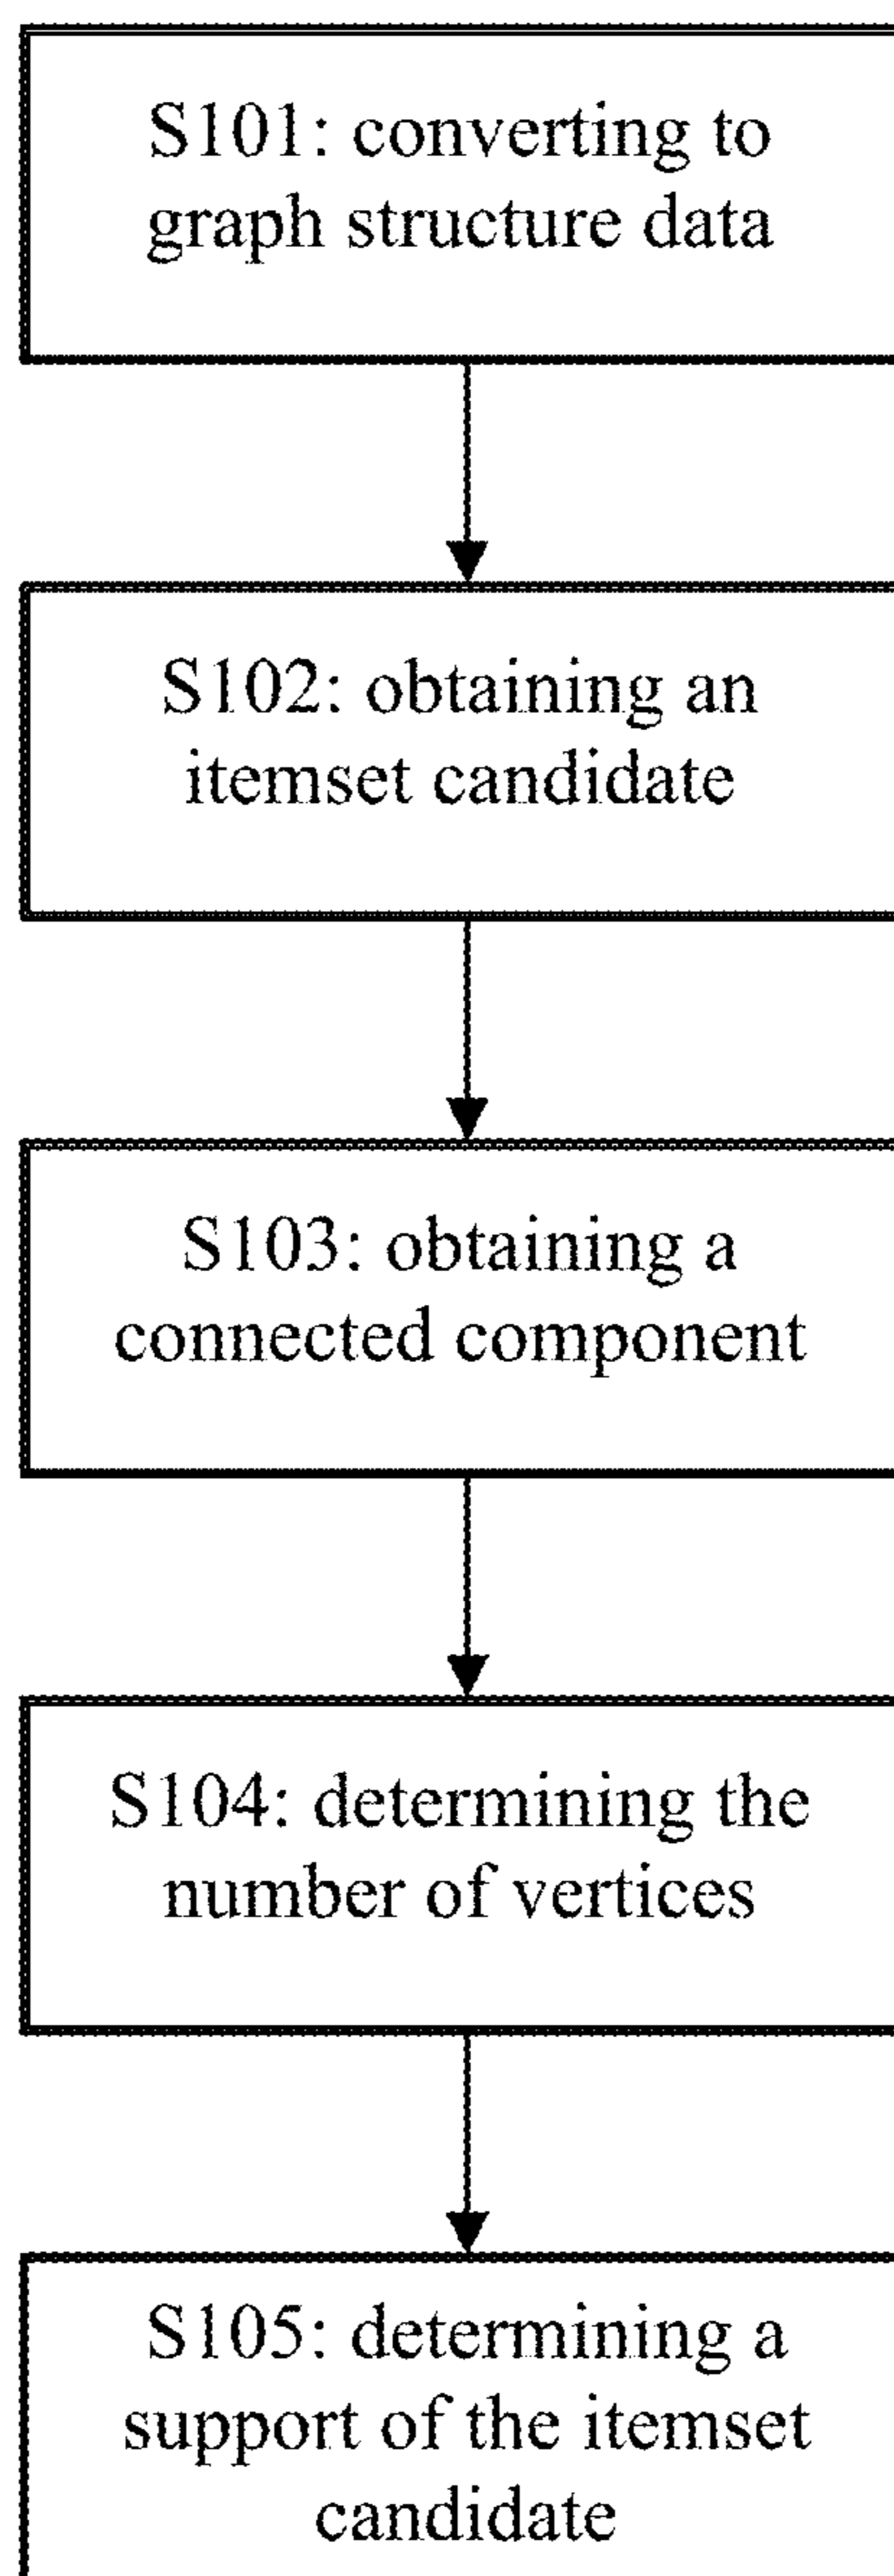 S101: converting to
graph structure data
S102: obtaining an
itemset candidate
S103: obtaining a
connected component
S104: determining the
number of vertices
S105: determining a
support of the itemset
candidate